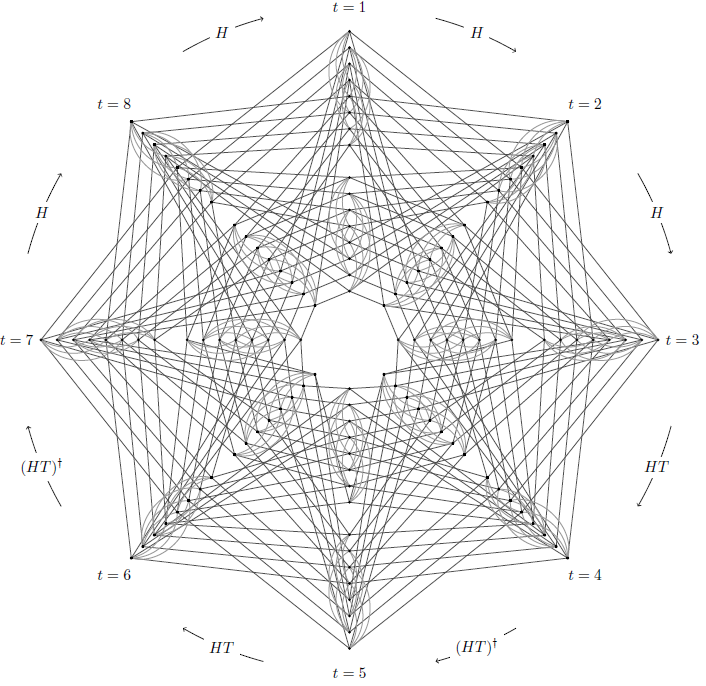 t = 1
H
H
t = 8
t = 2
H
H
t = 7
t = 3
(HT)†
HT
t = 6
t = 4
HT
(HT)†
t = 5